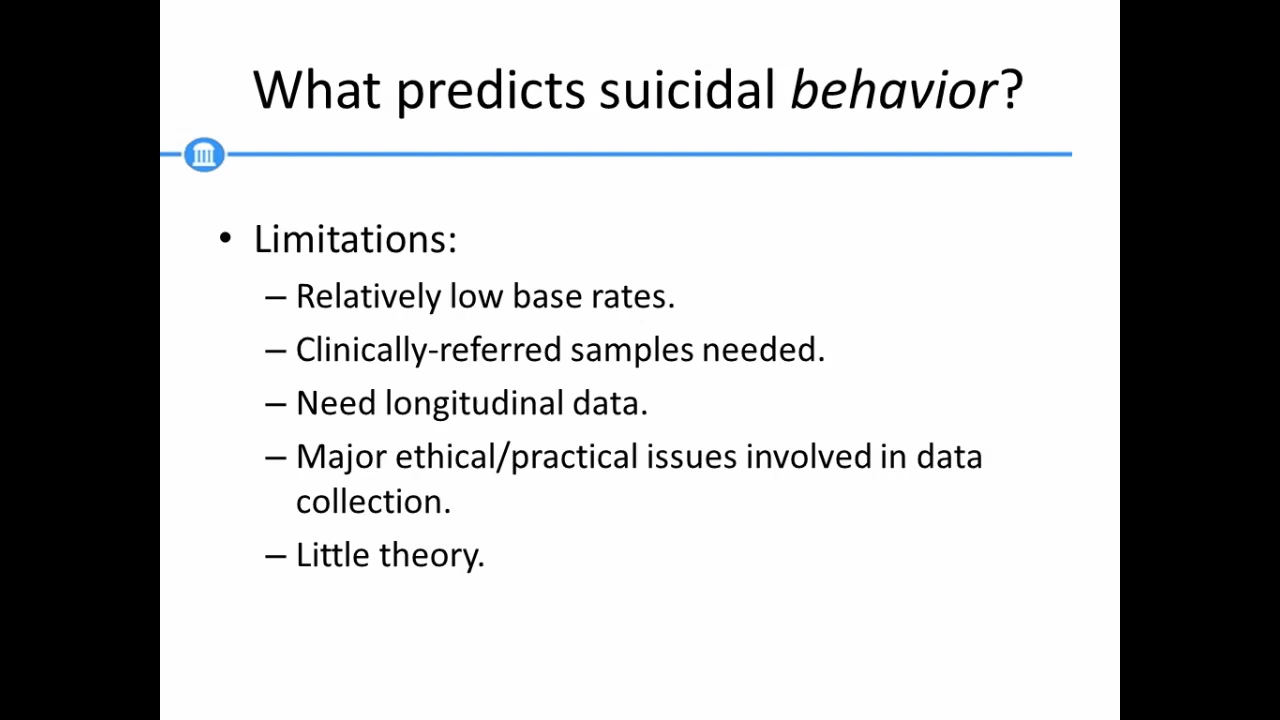 What predicts suicidal behavior?
• Limitations:
– Relatively low base rates.
– Clinically-referred samples needed.
– Need longitudinal data.
– Major ethical/practical issues involved in data
collection.
– Little theory.